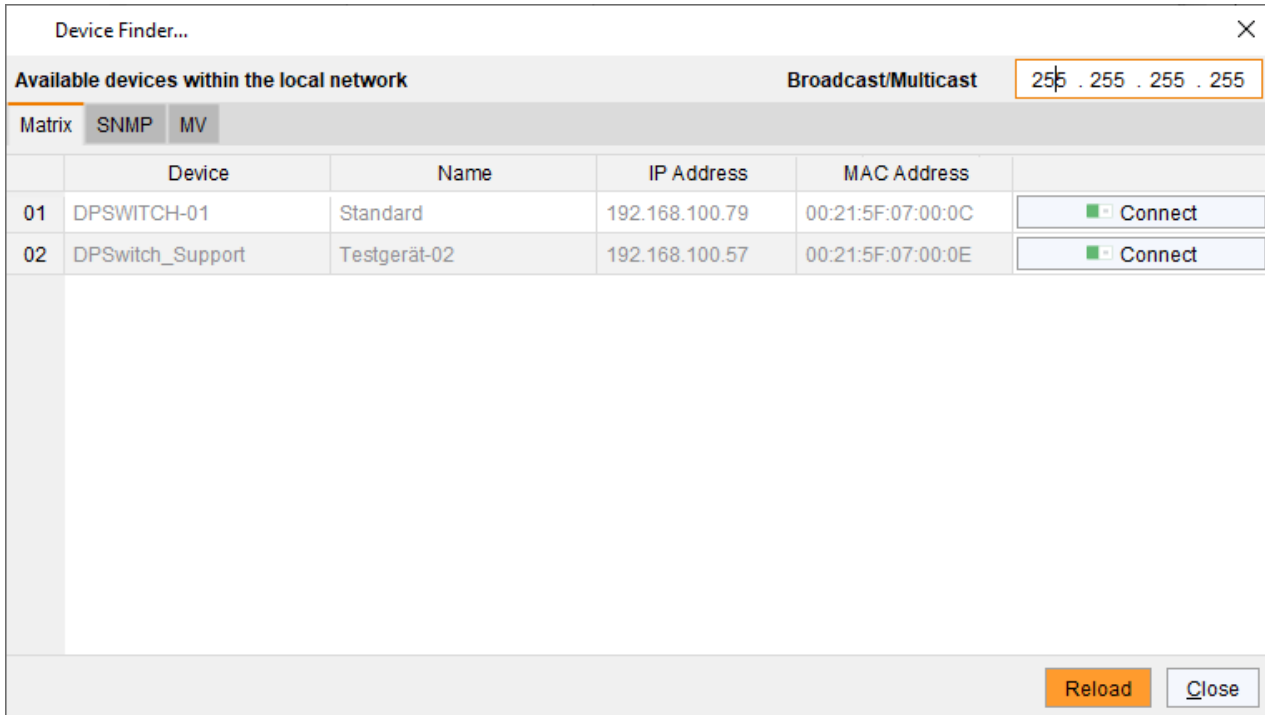 Device Finder...
Available devices within the local network Broadcast/Multicast 255 . 255 . 255 . 255
Matrix SNMP MV
Device Name IP Address MAC Address
01 DPSWITCH-01 Standard 192.168.100.79 00:21:5F:07:00:0C Connect
02 DPSwitch_Support Testgerät-02 192.168.100.57 00:21:5F:07:00:0E Connect
Reload Close